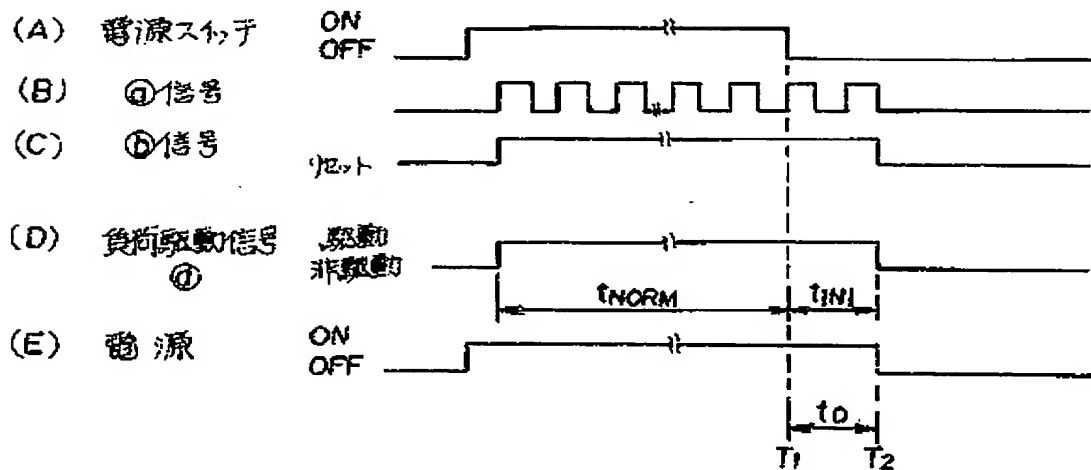 (A) 電源スイッチ ON
OFF
(B) ⓐ信号
(C) ⓑ信号
リセット
(D) 負荷駆動信号 駆動
ⓓ 非駆動
tNORM tINI
(E) 電源 ON
OFF
tD
T1 T2